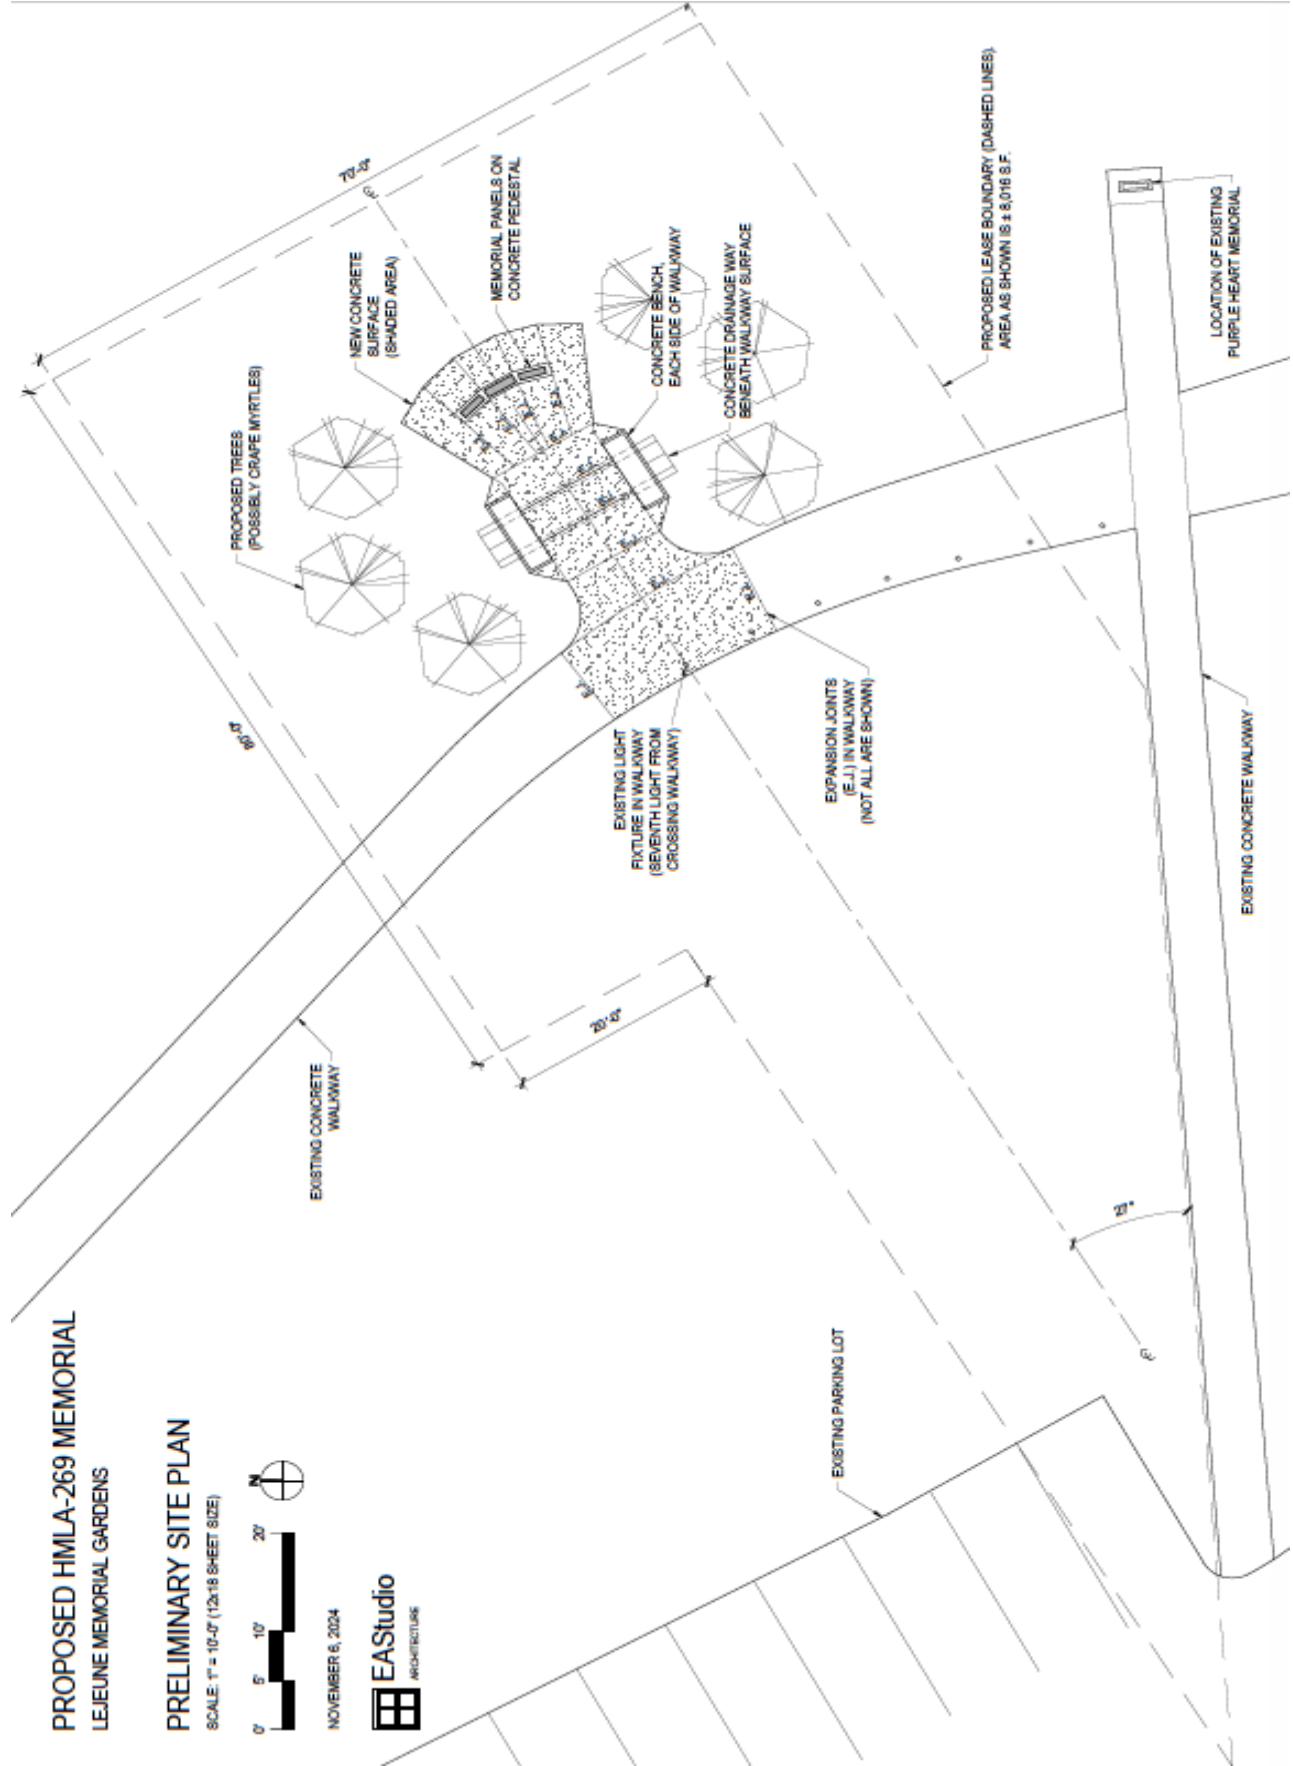 PROPOSED HMLA-269 MEMORIAL
LEJEUNE MEMORIAL GARDENS
PRELIMINARY SITE PLAN
SCALE: 1" = 10'-0" (12x18 SHEET SIZE)
0'
5'
10'
20'
N
NOVEMBER 6, 2024
EAStudio
ARCHITECTURE
EXISTING CONCRETE
WALKWAY
80'-0"
PROPOSED TREES
(POSSIBLY CRAPE MYRTLES)
70'-0"
NEW CONCRETE
SURFACE
(SHADED AREA)
MEMORIAL PANELS ON
CONCRETE PEDESTAL
CONCRETE BENCH,
EACH SIDE OF WALKWAY
CONCRETE DRAINAGE WAY
BENEATH WALKWAY SURFACE
EXISTING LIGHT
FIXTURE IN WALKWAY
(SEVENTH LIGHT FROM
CROSSING WALKWAY)
20'-0"
EXPANSION JOINTS
(E.J.) IN WALKWAY
(NOT ALL ARE SHOWN)
E.J.
E.J.
E.J.
E.J.
E.J.
E.J.
E.J.
E.J.
E.J.
E.J.
E.J.
PROPOSED LEASE BOUNDARY (DASHED LINES).
AREA AS SHOWN IS ± 8,016 S.F.
EXISTING PARKING LOT
27°
LOCATION OF EXISTING
PURPLE HEART MEMORIAL
EXISTING CONCRETE WALKWAY